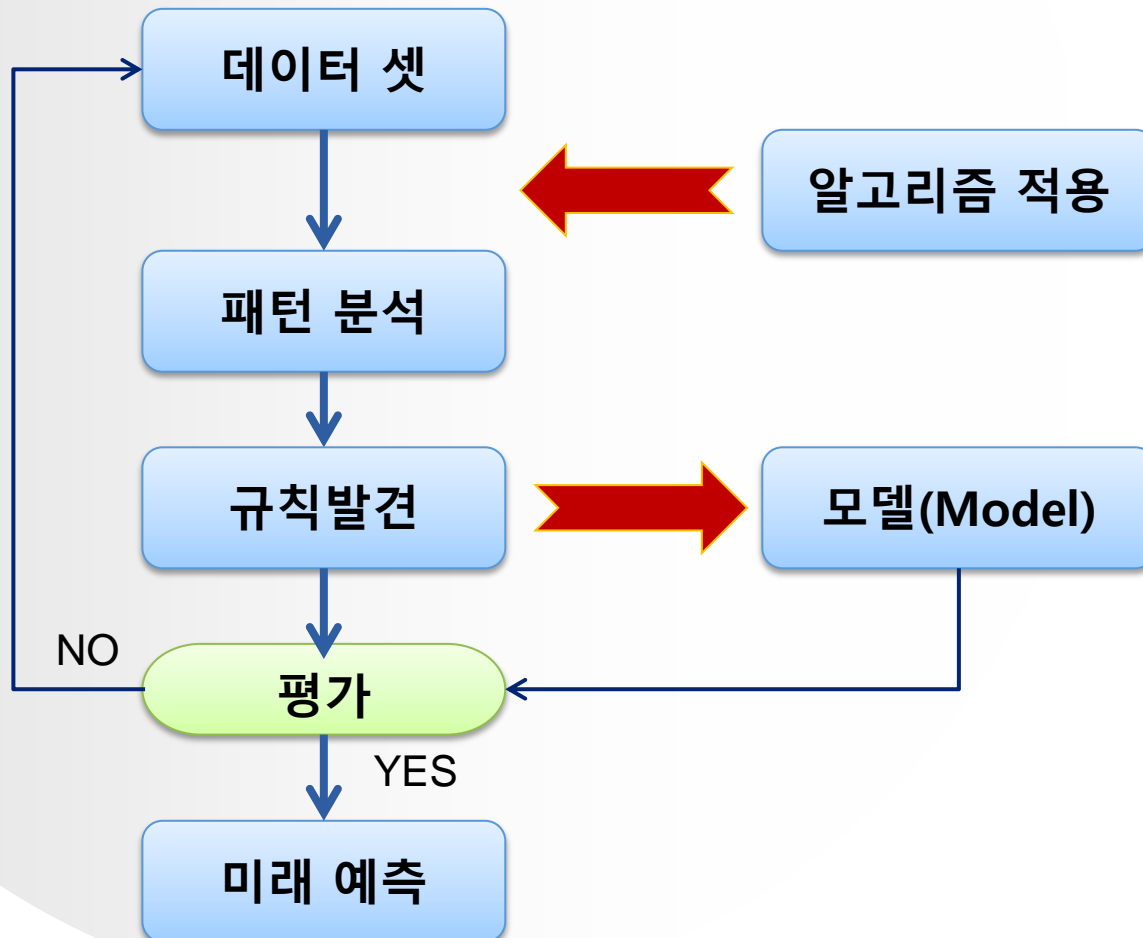 데이터 셋
알고리즘 적용
패턴 분석
규칙발견
모델(Model)
NO
평가
YES
미래 예측